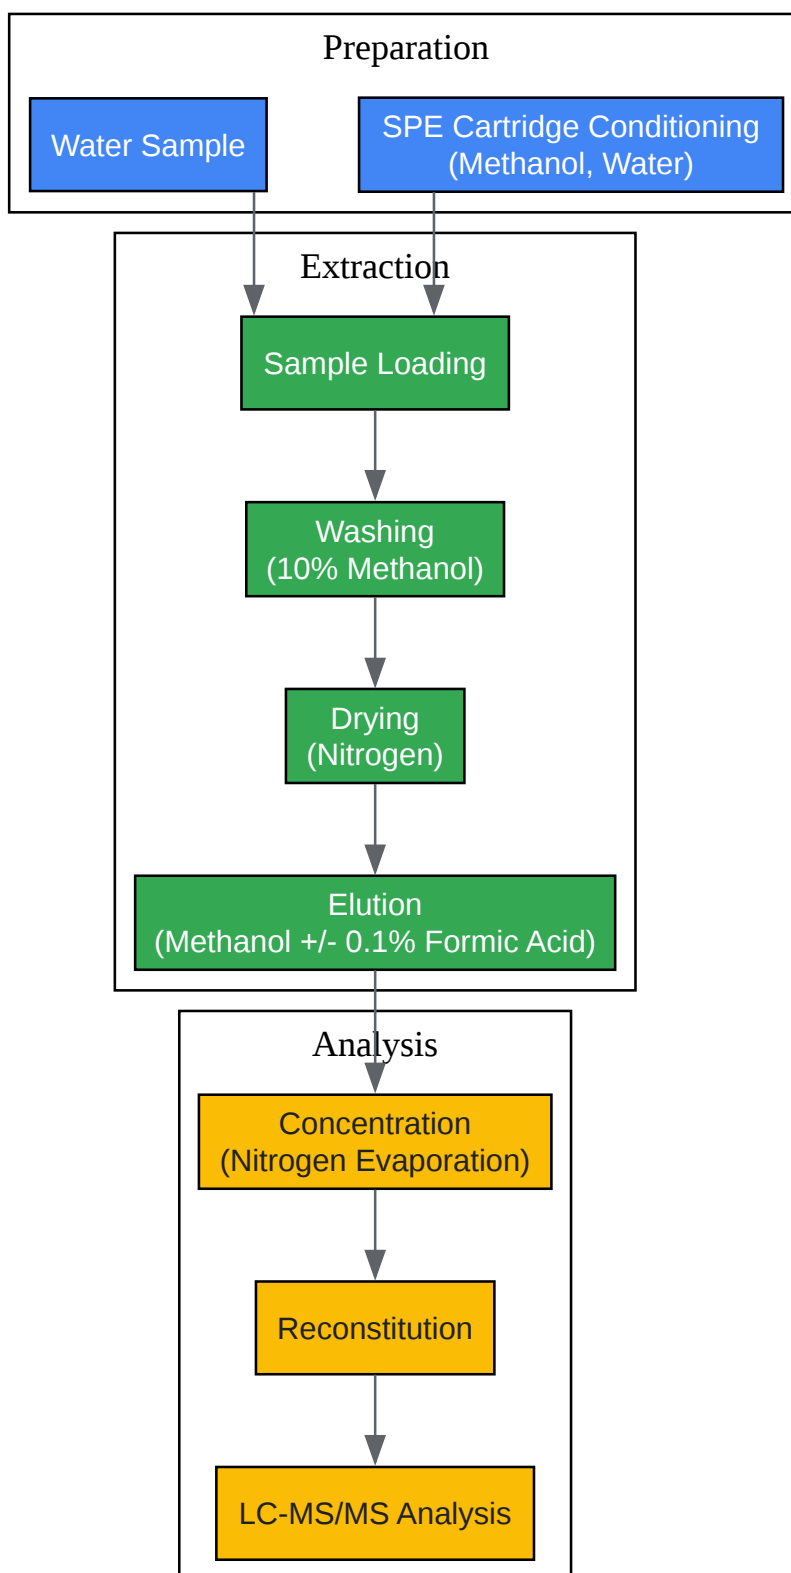 Preparation
Water Sample
SPE Cartridge Conditioning
(Methanol, Water)
Extraction
Sample Loading
Washing
(10% Methanol)
Drying
(Nitrogen)
Elution
(Methanol +/- 0.1% Formic Acid)
Analysis
Concentration
(Nitrogen Evaporation)
Reconstitution
LC-MS/MS Analysis